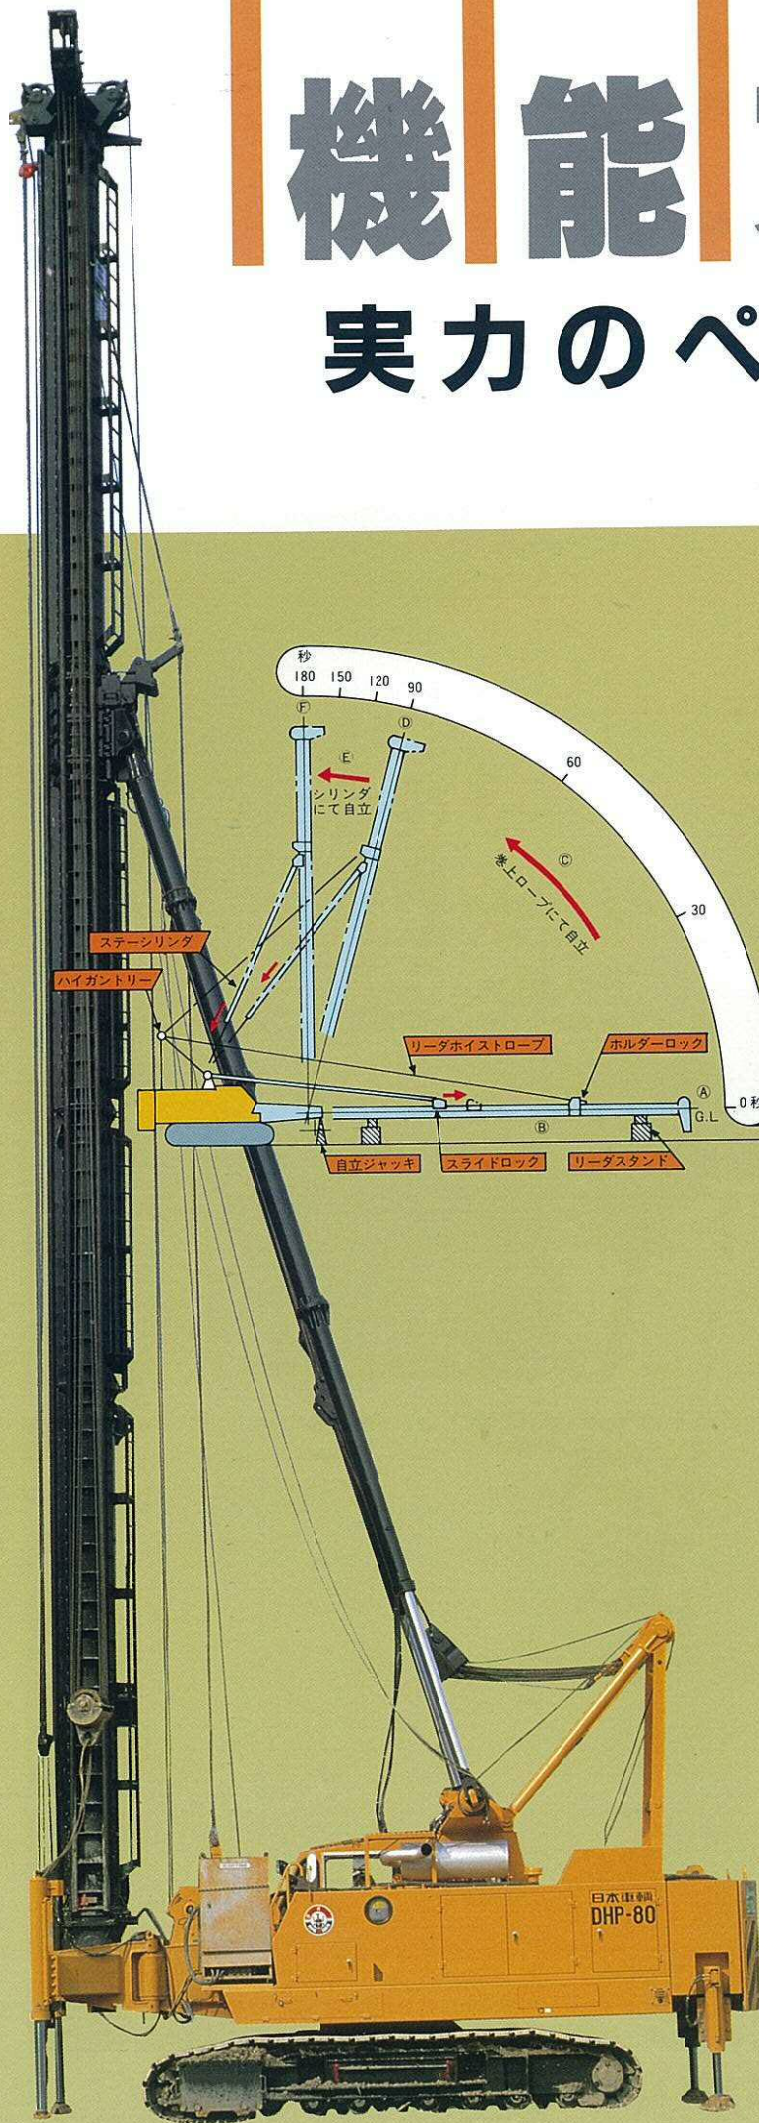 機能
実力のペ
秒
180 150 120 90
Ⓕ
Ⓓ
Ⓔ
シリンダ
にて自立
60
Ⓒ
巻上ロープにて自立
30
ステーシリンダ
ハイガントリー
リーダホイストロープ
ホルダーロック
Ⓐ
0秒
G.L
Ⓑ
自立ジャッキ
スライドロック
リーダスタンド
日本車輌
DHP-80